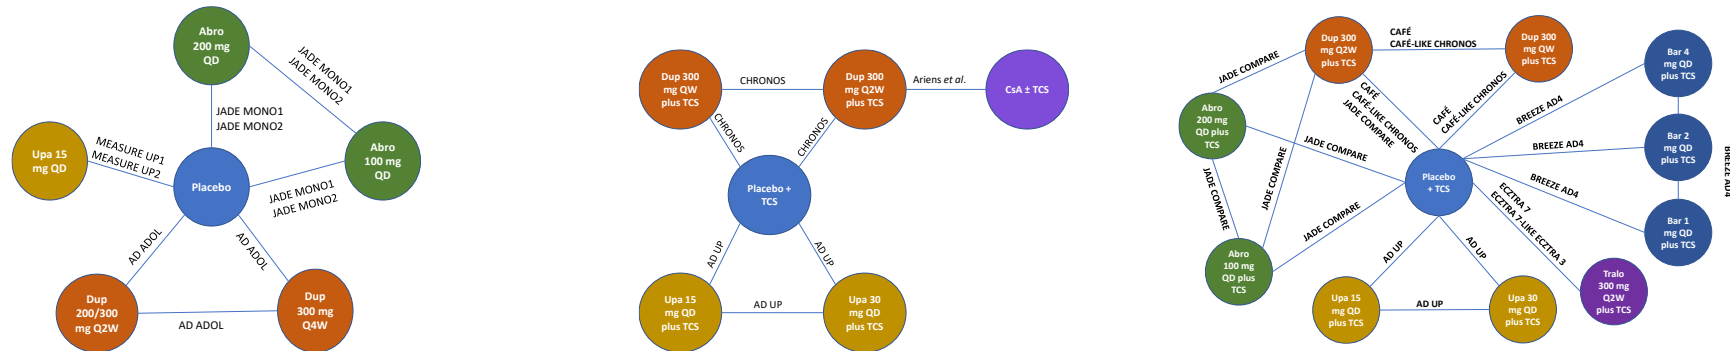 Abro
200 mg
QD
JADE MONO1
JADE MONO2
JADE MONO1
JADE MONO2
Upa 15
mg QD
MEASURE UP1
MEASURE UP2
Placebo
Abro
100 mg
QD
JADE MONO1
JADE MONO2
AD ADOL
AD ADOL
Dup
200/300
mg Q2W
AD ADOL
Dup
300 mg
Q4W
Dup 300
mg QW
plus TCS
CHRONOS
Dup 300
mg Q2W
plus TCS
Ariens et al.
CsA ± TCS
CHRONOS
CHRONOS
Placebo +
TCS
AD UP
AD UP
Upa 15
mg QD
plus TCS
AD UP
Upa 30
mg QD
plus TCS
Dup 300
mg Q2W
plus TCS
CAFÉ
CAFÉ-LIKE CHRONOS
Dup 300
mg QW
plus TCS
Bar 4
mg QD
plus TCS
JADE COMPARE
CAFÉ
CAFÉ-LIKE CHRONOS
JADE COMPARE
CAFÉ
CAFÉ-LIKE CHRONOS
BREEZE AD4
Abro
200 mg
QD plus
TCS
JADE COMPARE
JADE COMPARE
BREEZE AD4
Bar 2
mg QD
plus TCS
BREEZE AD4
JADE COMPARE
Placebo
+ TCS
BREEZE AD4
Bar 1
mg QD
plus TCS
JADE COMPARE
ECZTRA 7
ECZTRA 7-LIKE ECZTRA 3
Abro
100 mg
QD plus
TCS
AD UP
AD UP
Tralo
300 mg
Q2W
plus TCS
Upa 15
mg QD
plus TCS
AD UP
Upa 30
mg QD
plus TCS